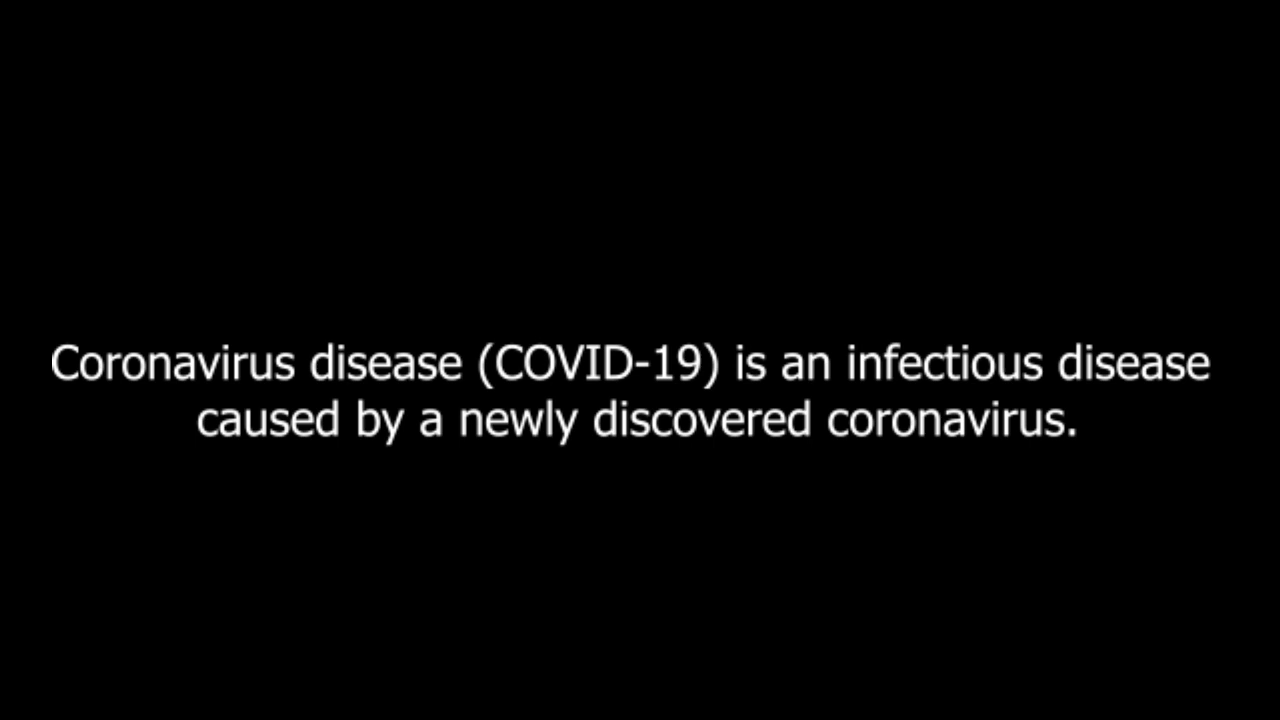 Coronavirus disease (COVID-19) is an infectious disease
caused by a newly discovered coronavirus.